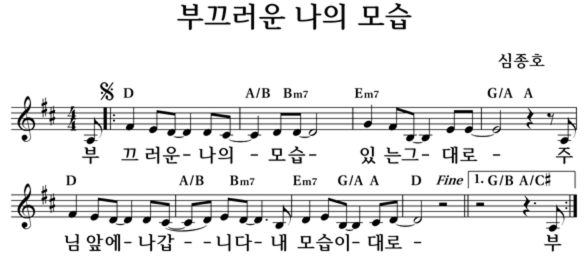 부끄러운 나의 모습
심종호
D A/B Bm7 Em7 G/A A
부 끄 러운- 나의 - 모습- 있 는그- 대로 - 주
D A/B Bm7 Em7 G/A A D Fine 1. G/B A/C#
님 앞에- 나갑 - -니다- 내 모습이- 대로 - 부